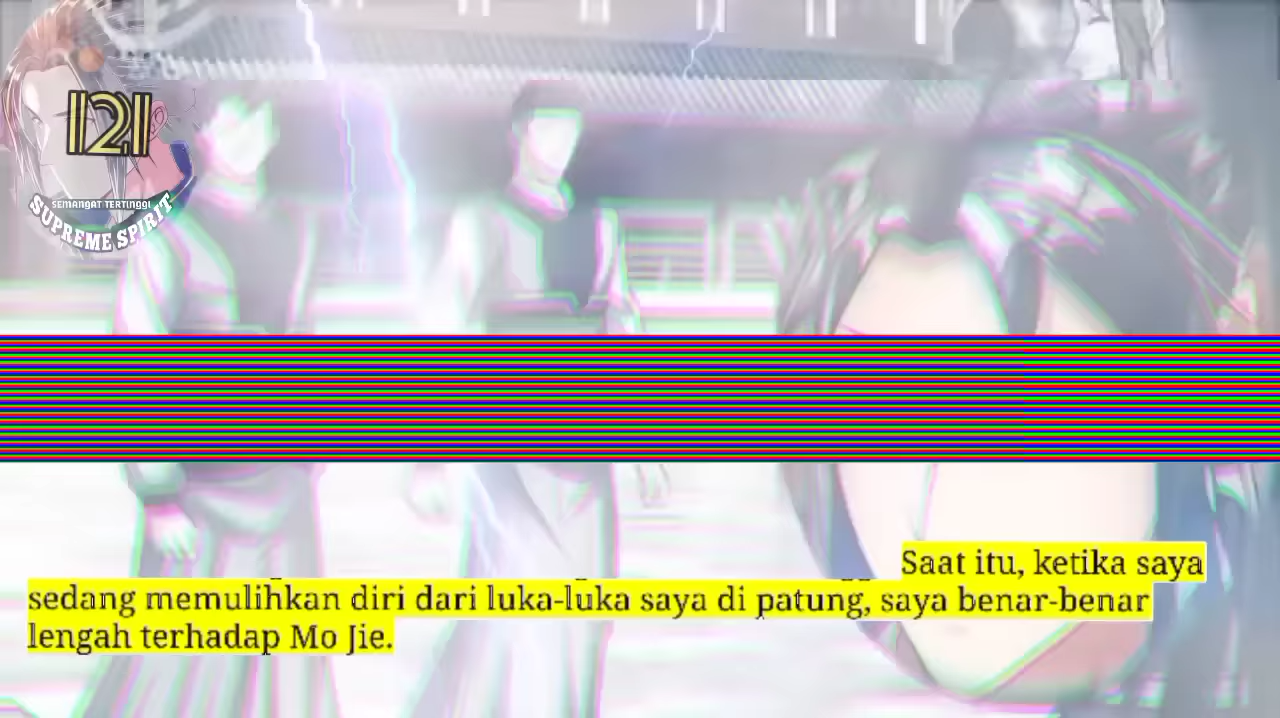 121
SEMANGAT TERTINGGI
SUPREME SPIRIT
Saat itu, ketika saya
sedang memulihkan diri dari luka-luka saya di patung, saya benar-benar
lengah terhadap Mo Jie.